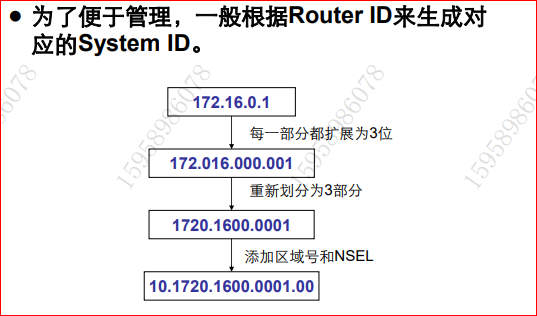 ● 为了便于管理，一般根据Router ID来生成对
应的System ID。
172.16.0.1
每一部分都扩展为3位
172.016.000.001
重新划分为3部分
1720.1600.0001
添加区域号和NSEL
10.1720.1600.0001.00
15958986078
15958986078
15958986078
15958986078